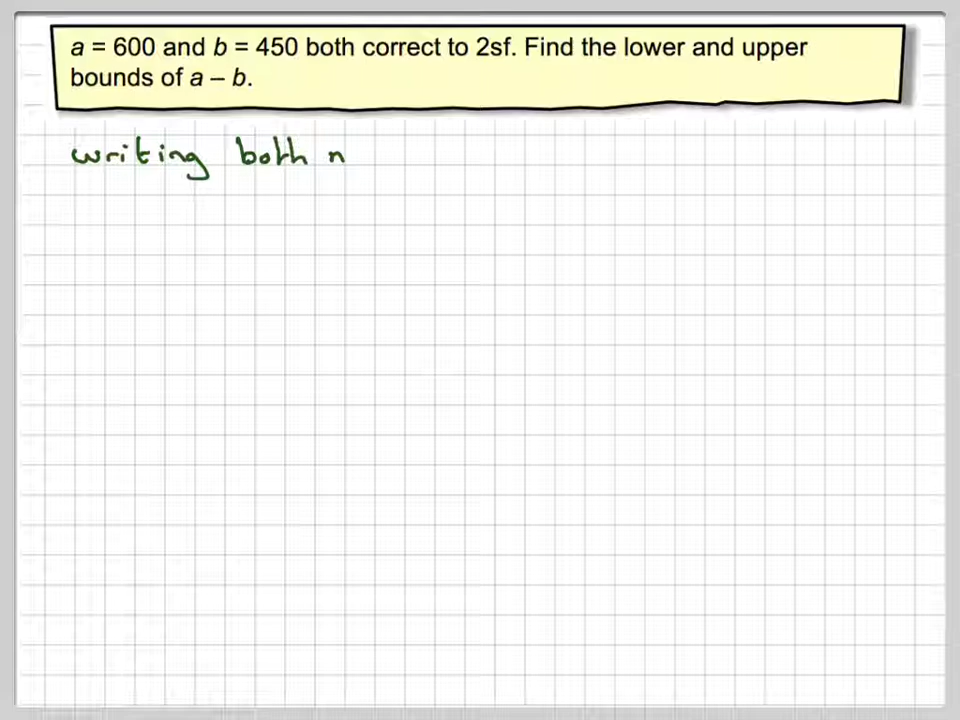 a = 600 and b = 450 both correct to 2sf. Find the lower and upper
bounds of a – b.
writing both n